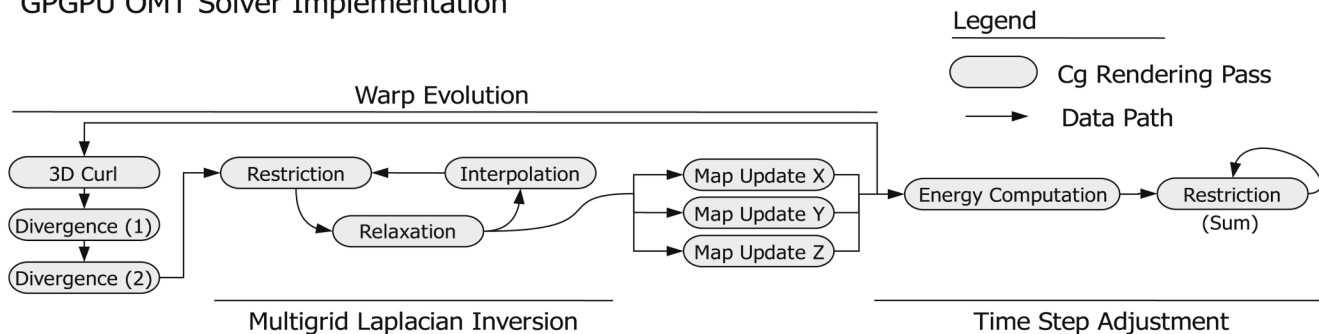 GPGPU OMT Solver Implementation
Legend
Cg Rendering Pass
Data Path
Warp Evolution
3D Curl
Divergence (1)
Divergence (2)
Restriction
Interpolation
Relaxation
Map Update X
Map Update Y
Map Update Z
Energy Computation
Restriction
(Sum)
Multigrid Laplacian Inversion
Time Step Adjustment